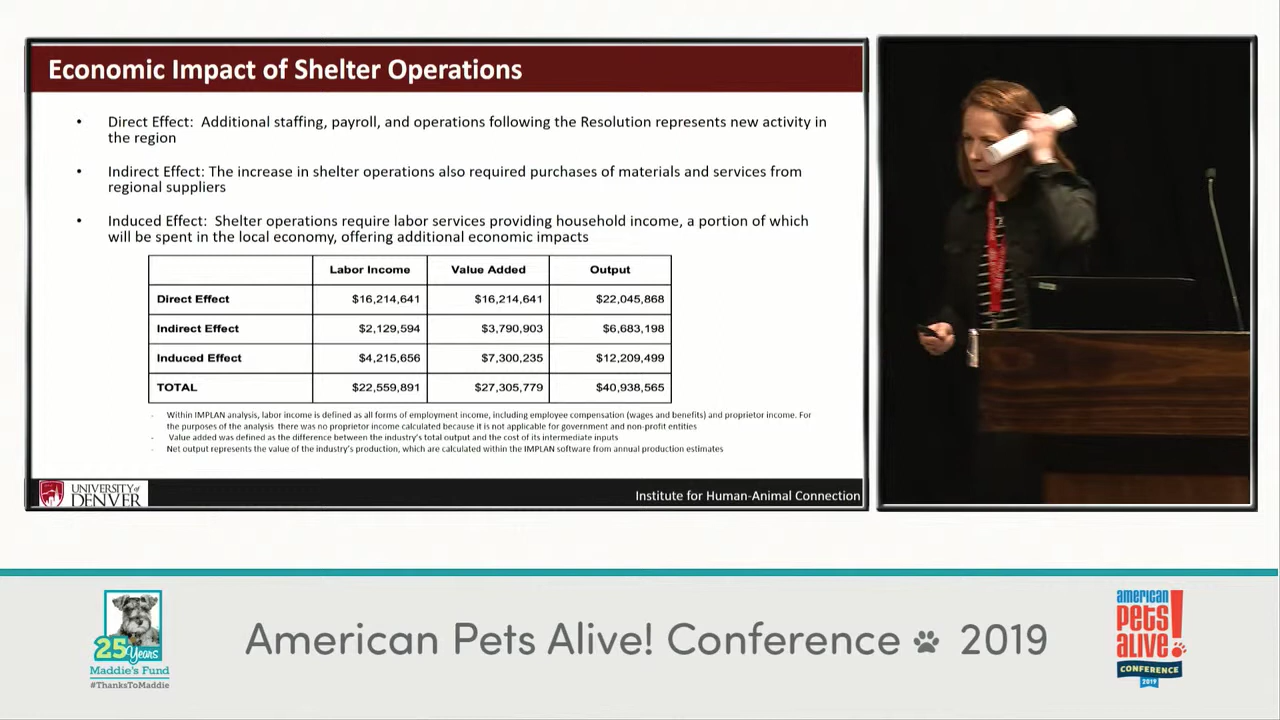 Economic Impact of Shelter Operations
• Direct Effect: Additional staffing, payroll, and operations following the Resolution represents new activity in
the region
• Indirect Effect: The increase in shelter operations also required purchases of materials and services from
regional suppliers
• Induced Effect: Shelter operations require labor services providing household income, a portion of which
will be spent in the local economy, offering additional economic impacts
Labor Income Value Added Output
Direct Effect $16,214,641 $16,214,641 $22,045,868
Indirect Effect $2,129,594 $3,790,903 $6,683,198
Induced Effect $4,215,656 $7,300,235 $12,209,499
TOTAL $22,559,891 $27,305,779 $40,938,565
- Within IMPLAN analysis, labor income is defined as all forms of employment income, including employee compensation (wages and benefits) and proprietor income. For
the purposes of the analysis there was no proprietor income calculated because it is not applicable for government and non-profit entities
- Value added was defined as the difference between the industry's total output and the cost of its intermediate inputs
- Net output represents the value of the industry's production, which are calculated within the IMPLAN software from annual production estimates
UNIVERSITY of
DENVER
Institute for Human-Animal Connection
25 Years
Maddie's Fund
#ThanksToMaddie
American Pets Alive! Conference 2019
american
pets
alive!
CONFERENCE
2019